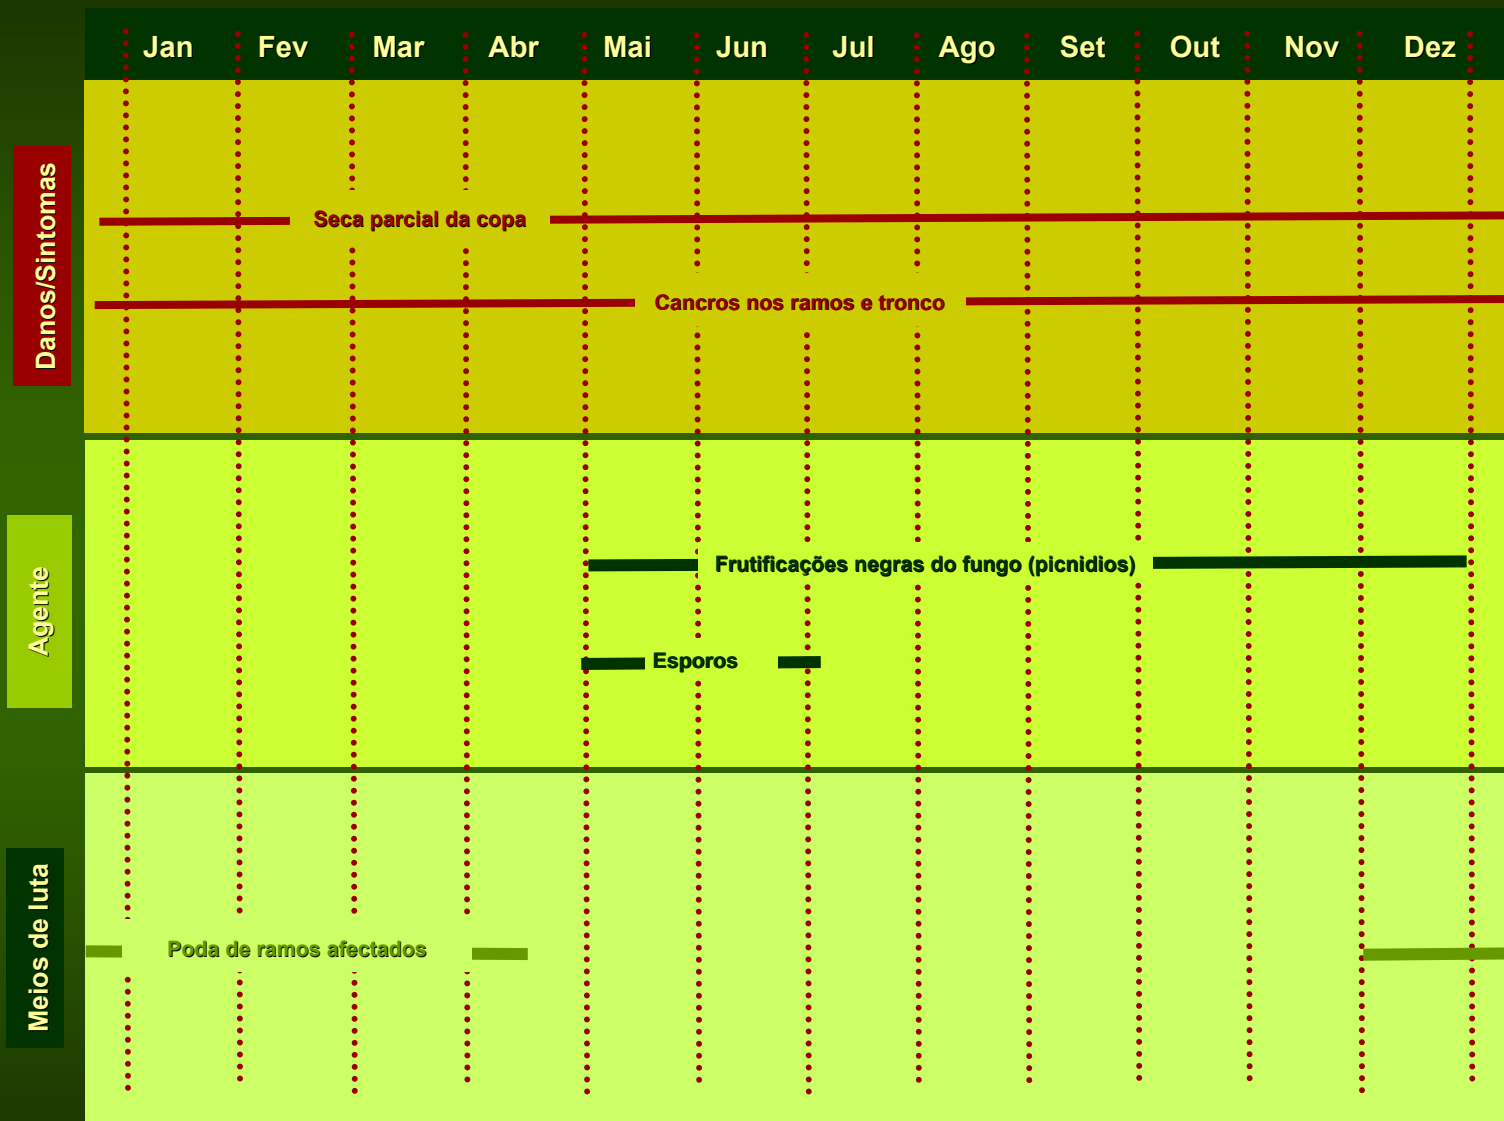 Jan Fev Mar Abr Mai Jun Jul Ago Set Out Nov Dez
Danos/Sintomas
Seca parcial da copa
Cancros nos ramos e tronco
Agente
Frutificações negras do fungo (picnidios)
Esporos
Meios de luta
Poda de ramos afectados